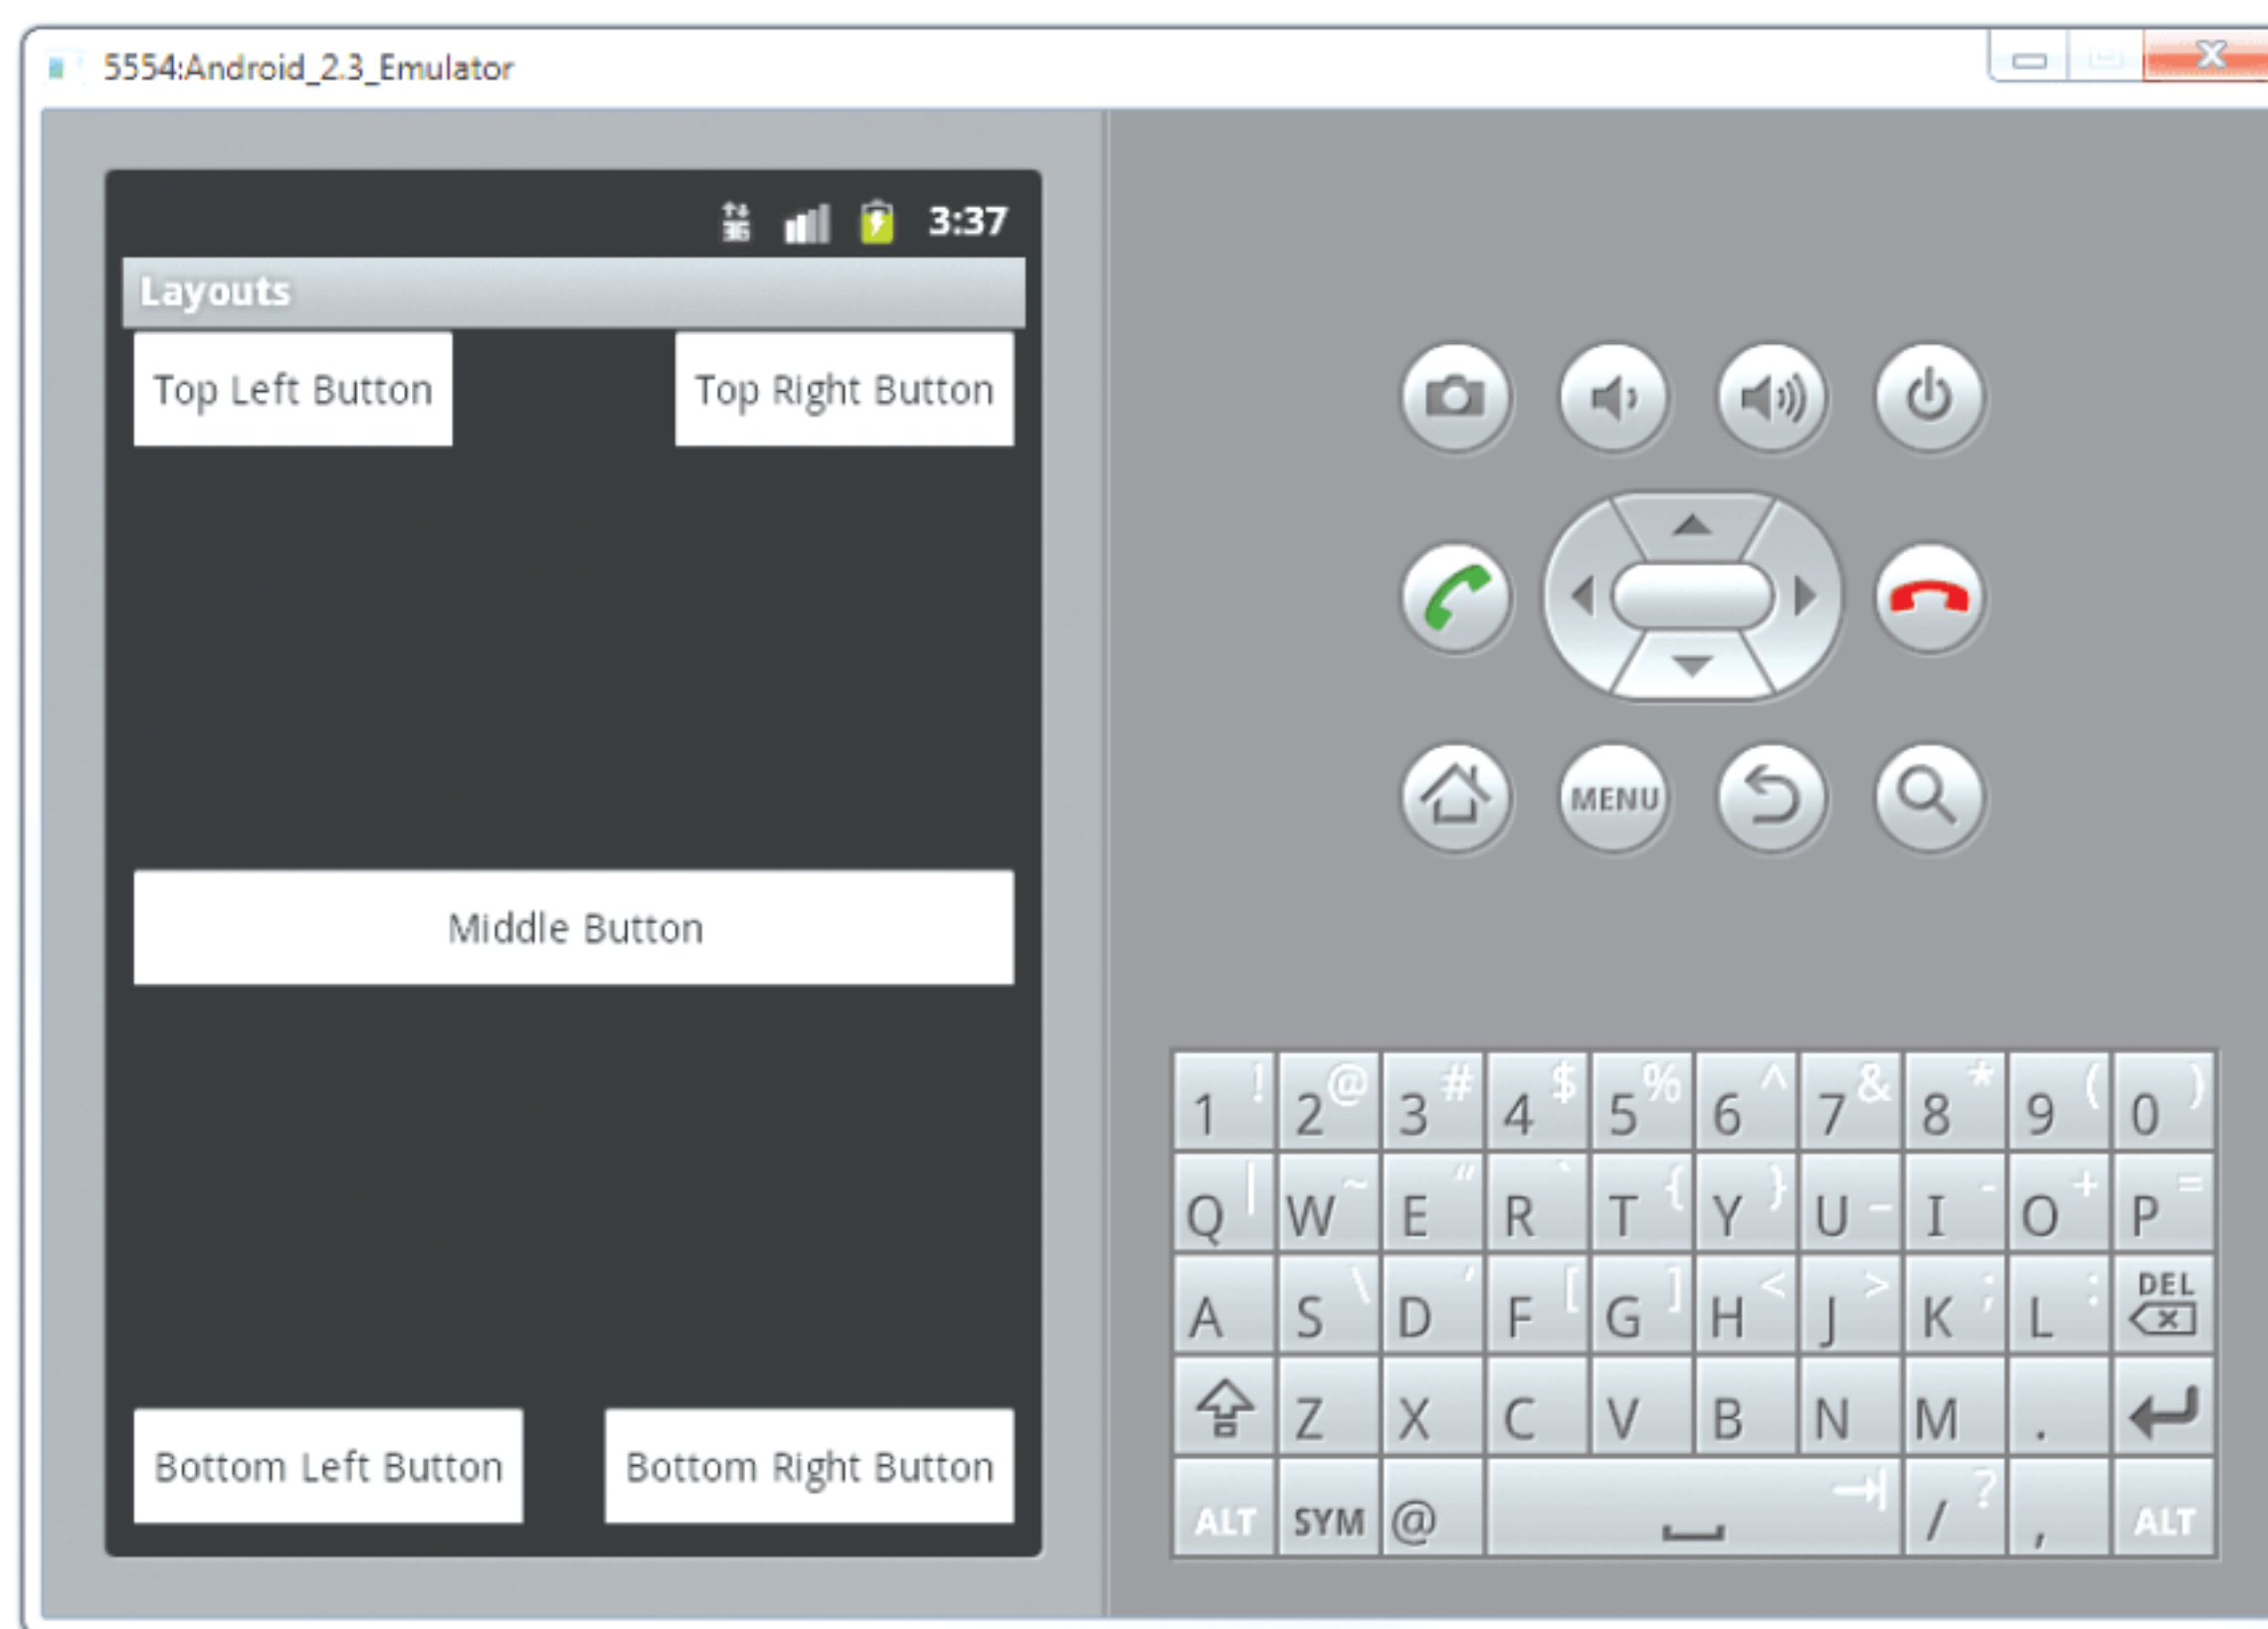 5554:Android_2.3_Emulator
3G 3:37
Layouts
Top Left Button Top Right Button
Middle Button
Bottom Left Button Bottom Right Button
MENU
1 ! 2 @ 3 # 4 $ 5 % 6 ^ 7 & 8 * 9 ( 0 )
Q | W ~ E “ R ` T { Y } U _ I - O + P =
A S \ D ' F [ G ] H < J > K ; L : DEL
Z X C V B N M .
ALT SYM @ / ? , ALT